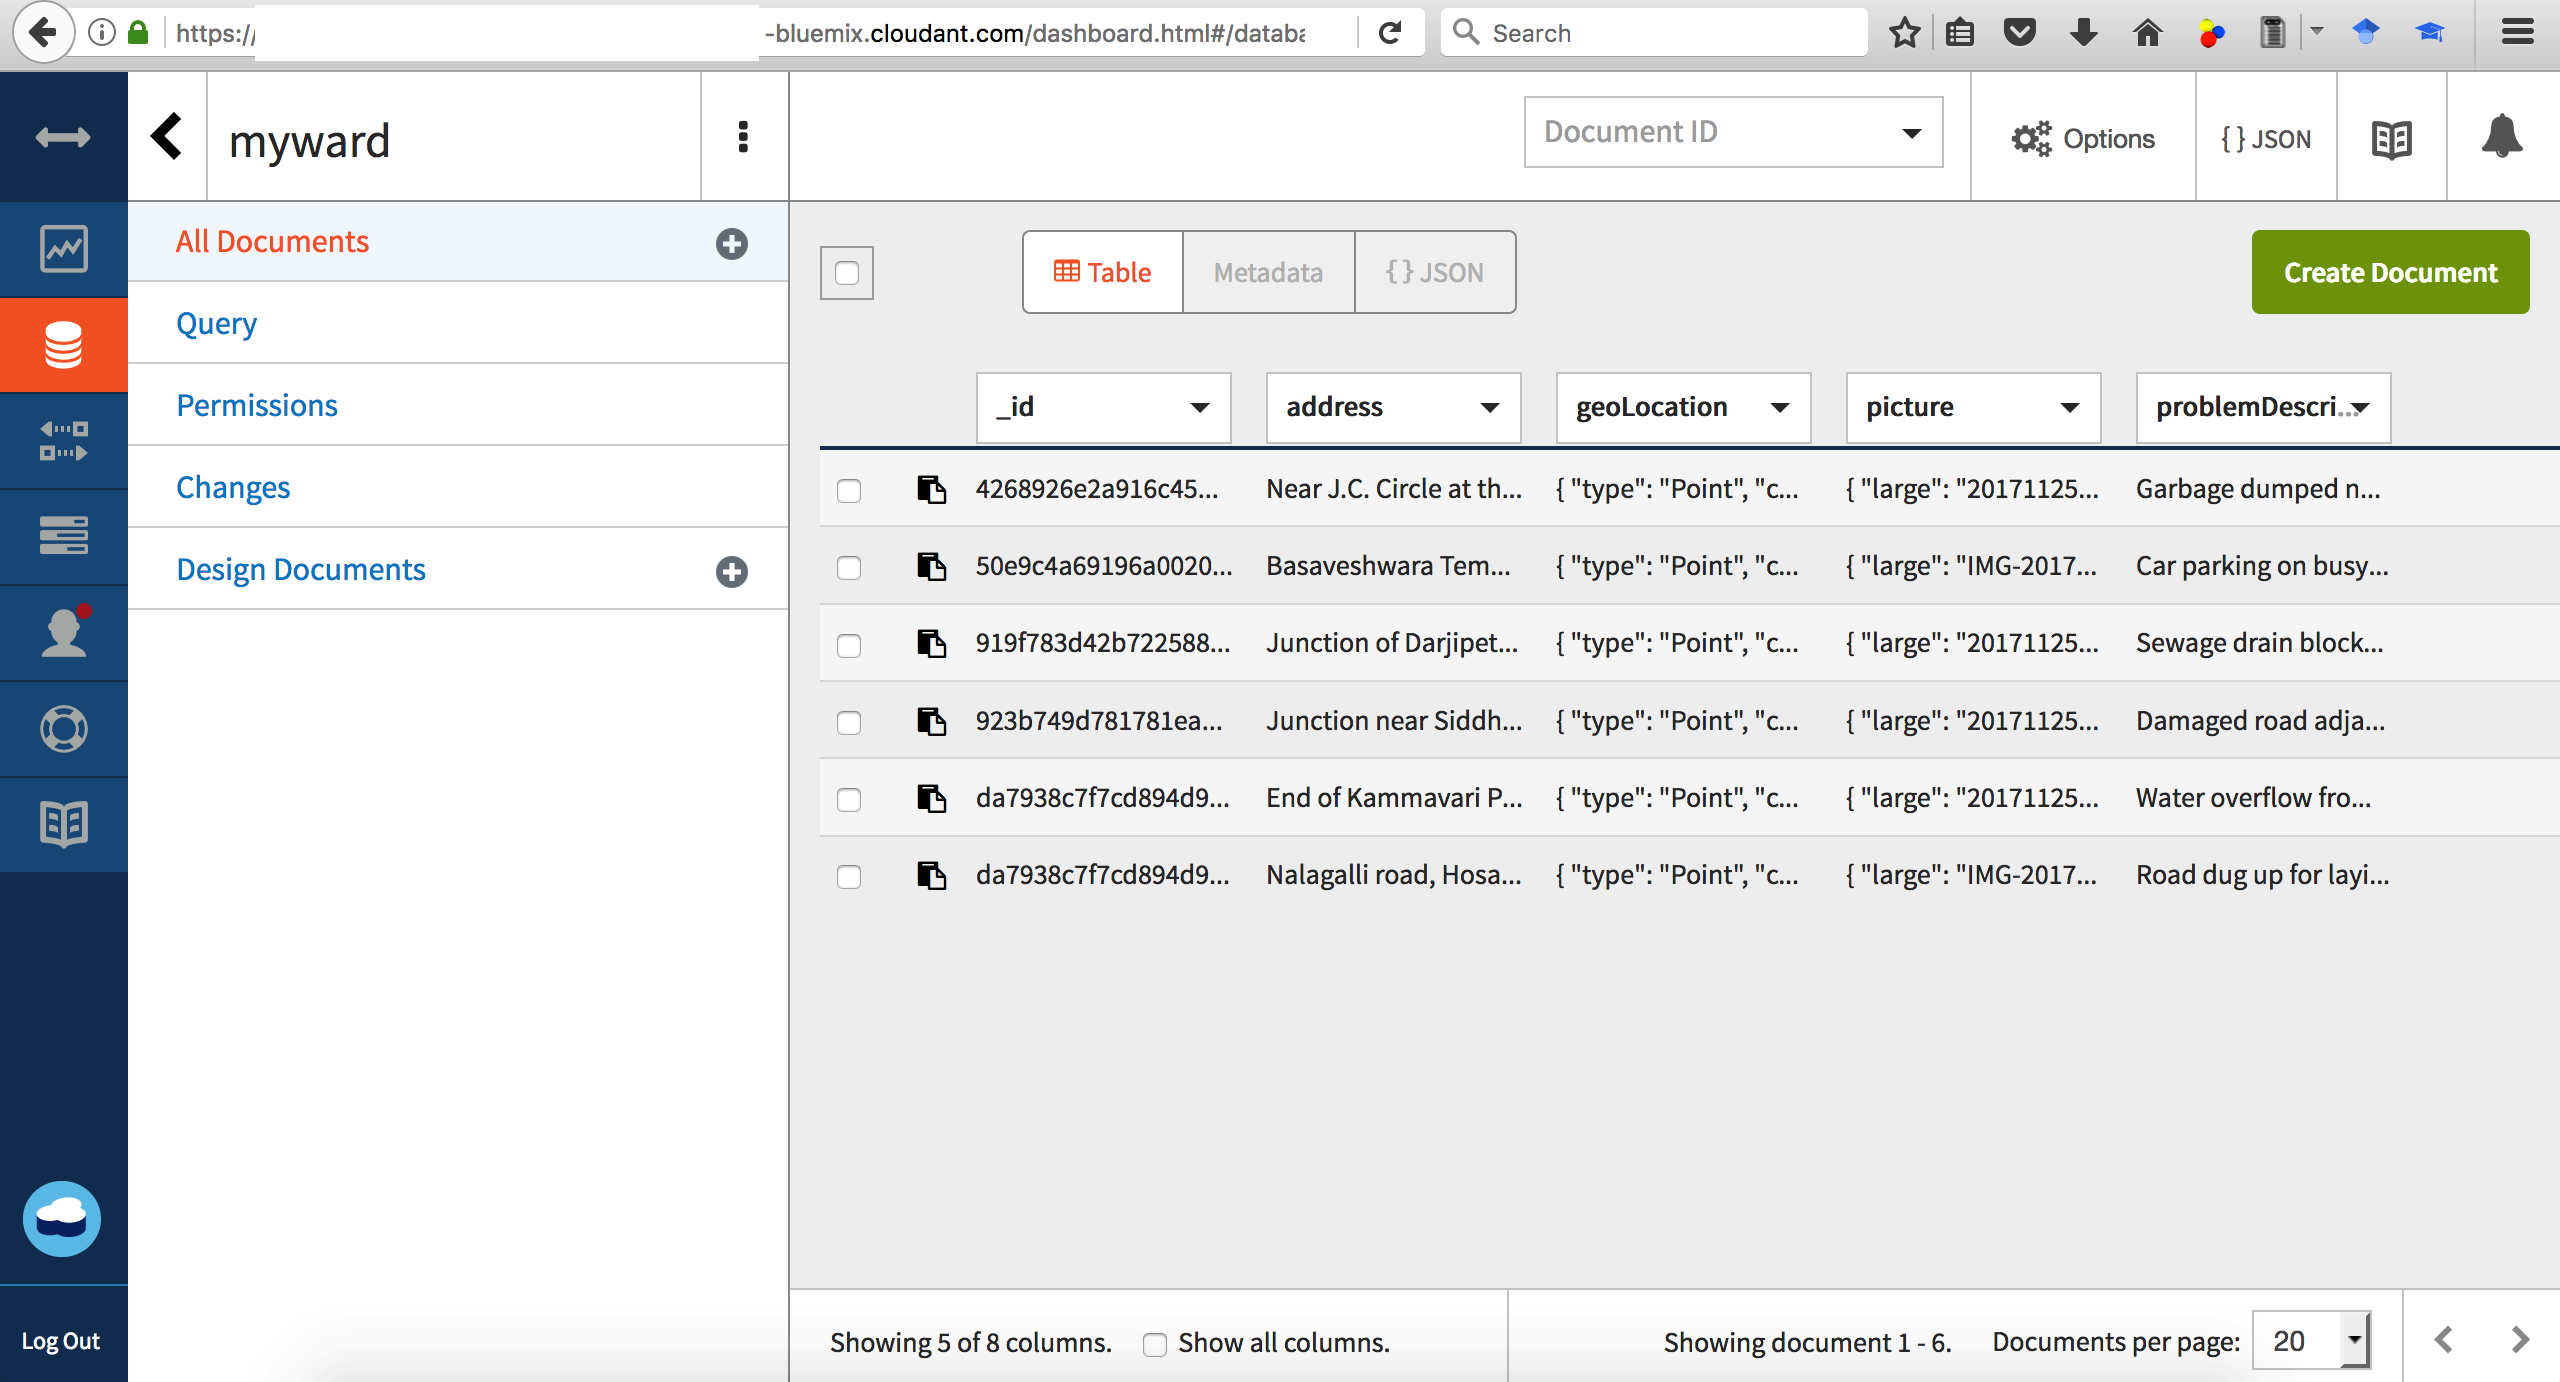 https://
-bluemix.cloudant.com/dashboard.html#/databa
Search
myward
Document ID
Options
{ } JSON
All Documents
Query
Permissions
Changes
Design Documents
Log Out
Table
Metadata
{ } JSON
Create Document
_id
address
geoLocation
picture
problemDescri...
4268926e2a916c45... Near J.C. Circle at th... { "type": "Point", "c... { "large": "20171125... Garbage dumped n...
50e9c4a69196a0020... Basaveshwara Tem... { "type": "Point", "c... { "large": "IMG-2017... Car parking on busy...
919f783d42b722588... Junction of Darjipet... { "type": "Point", "c... { "large": "20171125... Sewage drain block...
923b749d781781ea... Junction near Siddh... { "type": "Point", "c... { "large": "20171125... Damaged road adja...
da7938c7f7cd894d9... End of Kammavari P... { "type": "Point", "c... { "large": "20171125... Water overflow fro...
da7938c7f7cd894d9... Nalagalli road, Hosa... { "type": "Point", "c... { "large": "IMG-2017... Road dug up for layi...
Showing 5 of 8 columns.
Show all columns.
Showing document 1 - 6.
Documents per page:
20